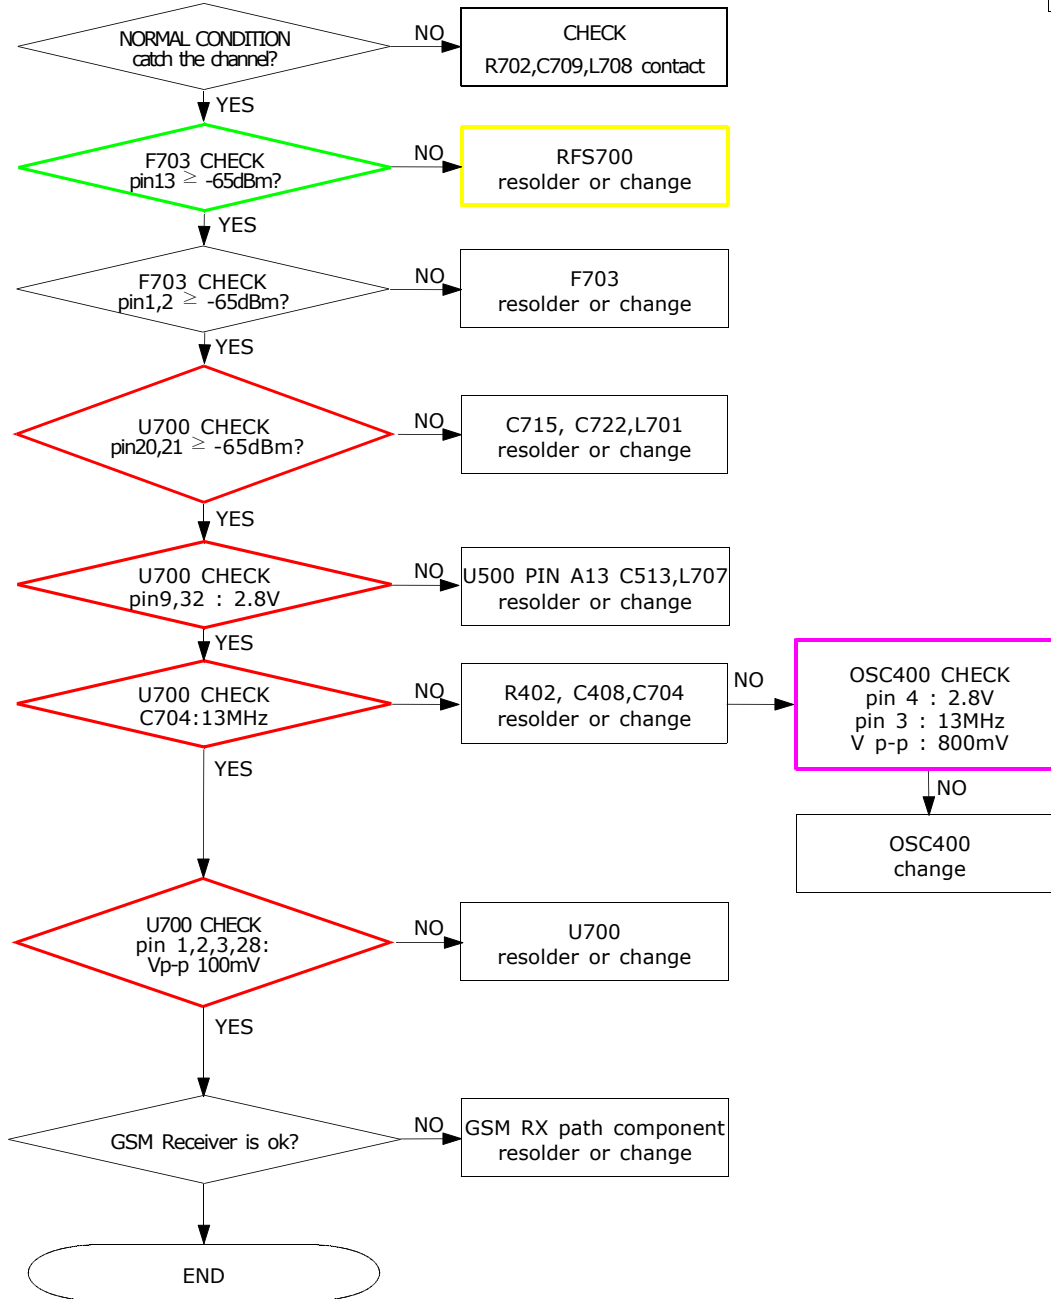 NORMAL CONDITION
catch the channel?
NO
CHECK
R702,C709,L708 contact
YES
F703 CHECK
pin13 ≥ -65dBm?
NO
RFS700
resolder or change
YES
F703 CHECK
pin1,2 ≥ -65dBm?
NO
F703
resolder or change
YES
U700 CHECK
pin20,21 ≥ -65dBm?
NO
C715, C722,L701
resolder or change
YES
U700 CHECK
pin9,32 : 2.8V
NO
U500 PIN A13 C513,L707
resolder or change
YES
U700 CHECK
C704:13MHz
NO
R402, C408,C704
resolder or change
NO
OSC400 CHECK
pin 4 : 2.8V
pin 3 : 13MHz
V p-p : 800mV
NO
OSC400
change
YES
U700 CHECK
pin 1,2,3,28:
Vp-p 100mV
NO
U700
resolder or change
YES
GSM Receiver is ok?
NO
GSM RX path component
resolder or change
END